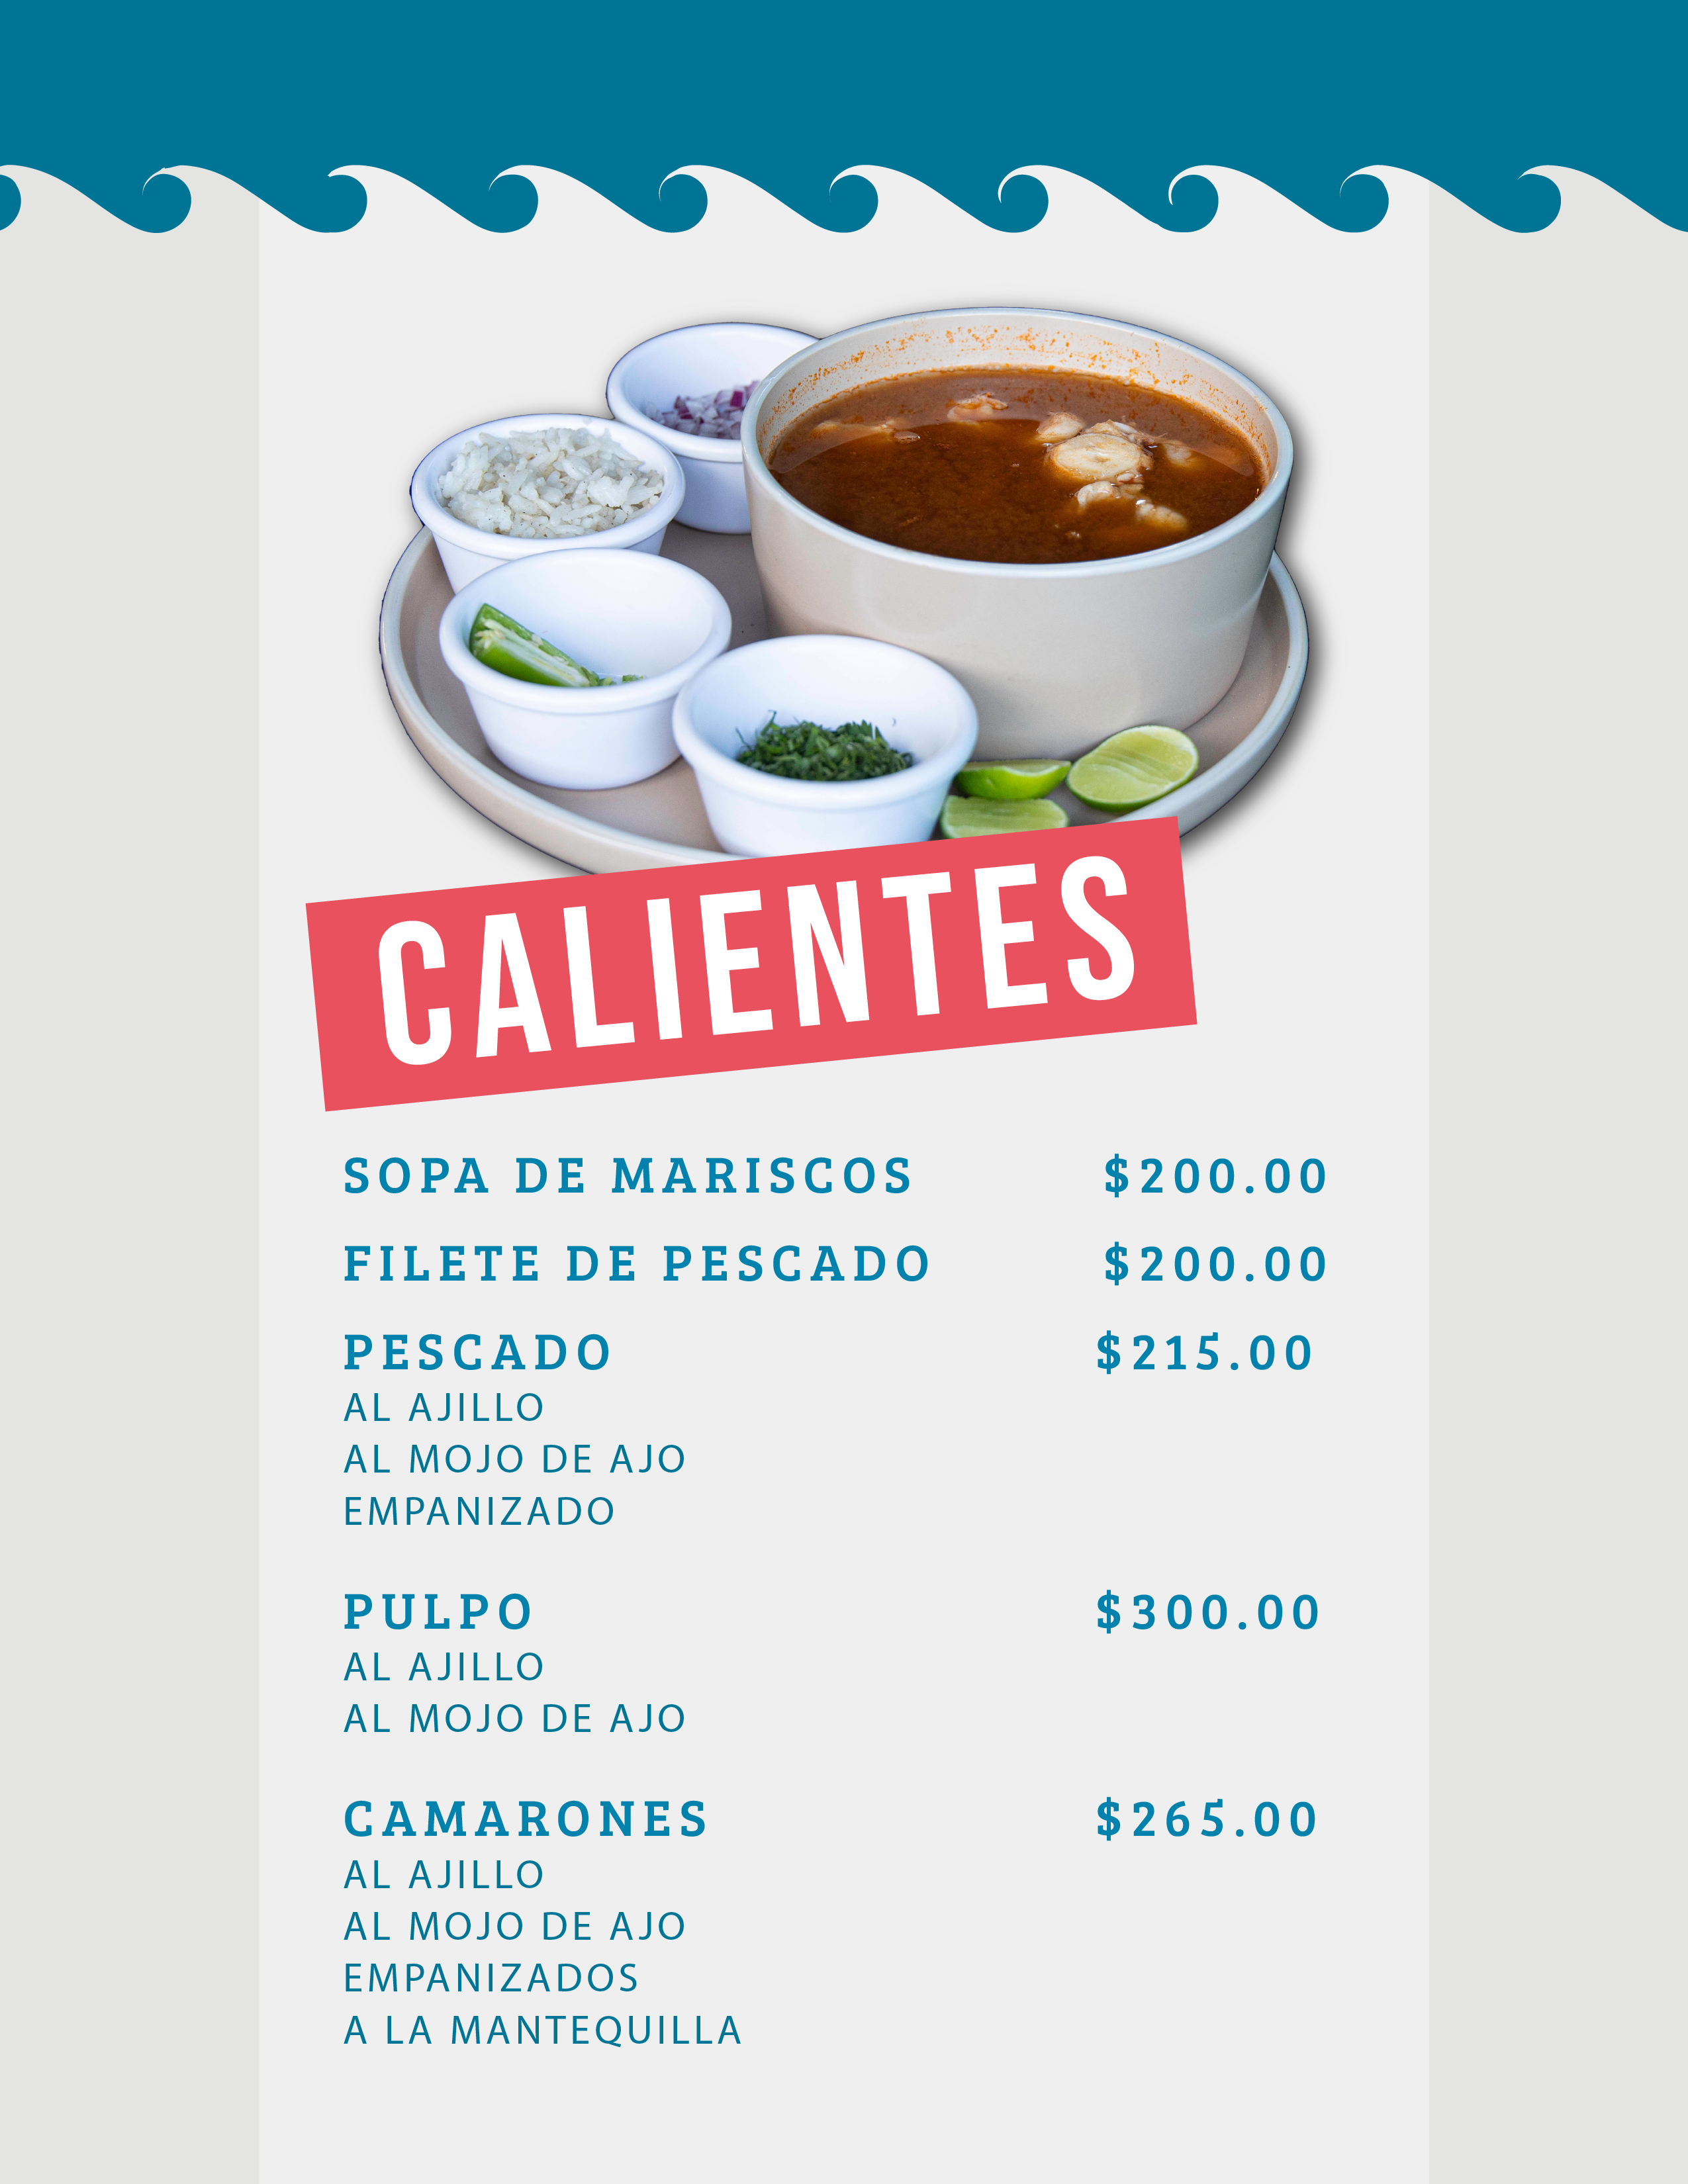 CALIENTES
SOPA DE MARISCOS $200.00
FILETE DE PESCADO $200.00
PESCADO $215.00
AL AJILLO
AL MOJO DE AJO
EMPANIZADO
PULPO $300.00
AL AJILLO
AL MOJO DE AJO
CAMARONES $265.00
AL AJILLO
AL MOJO DE AJO
EMPANIZADOS
A LA MANTEQUILLA